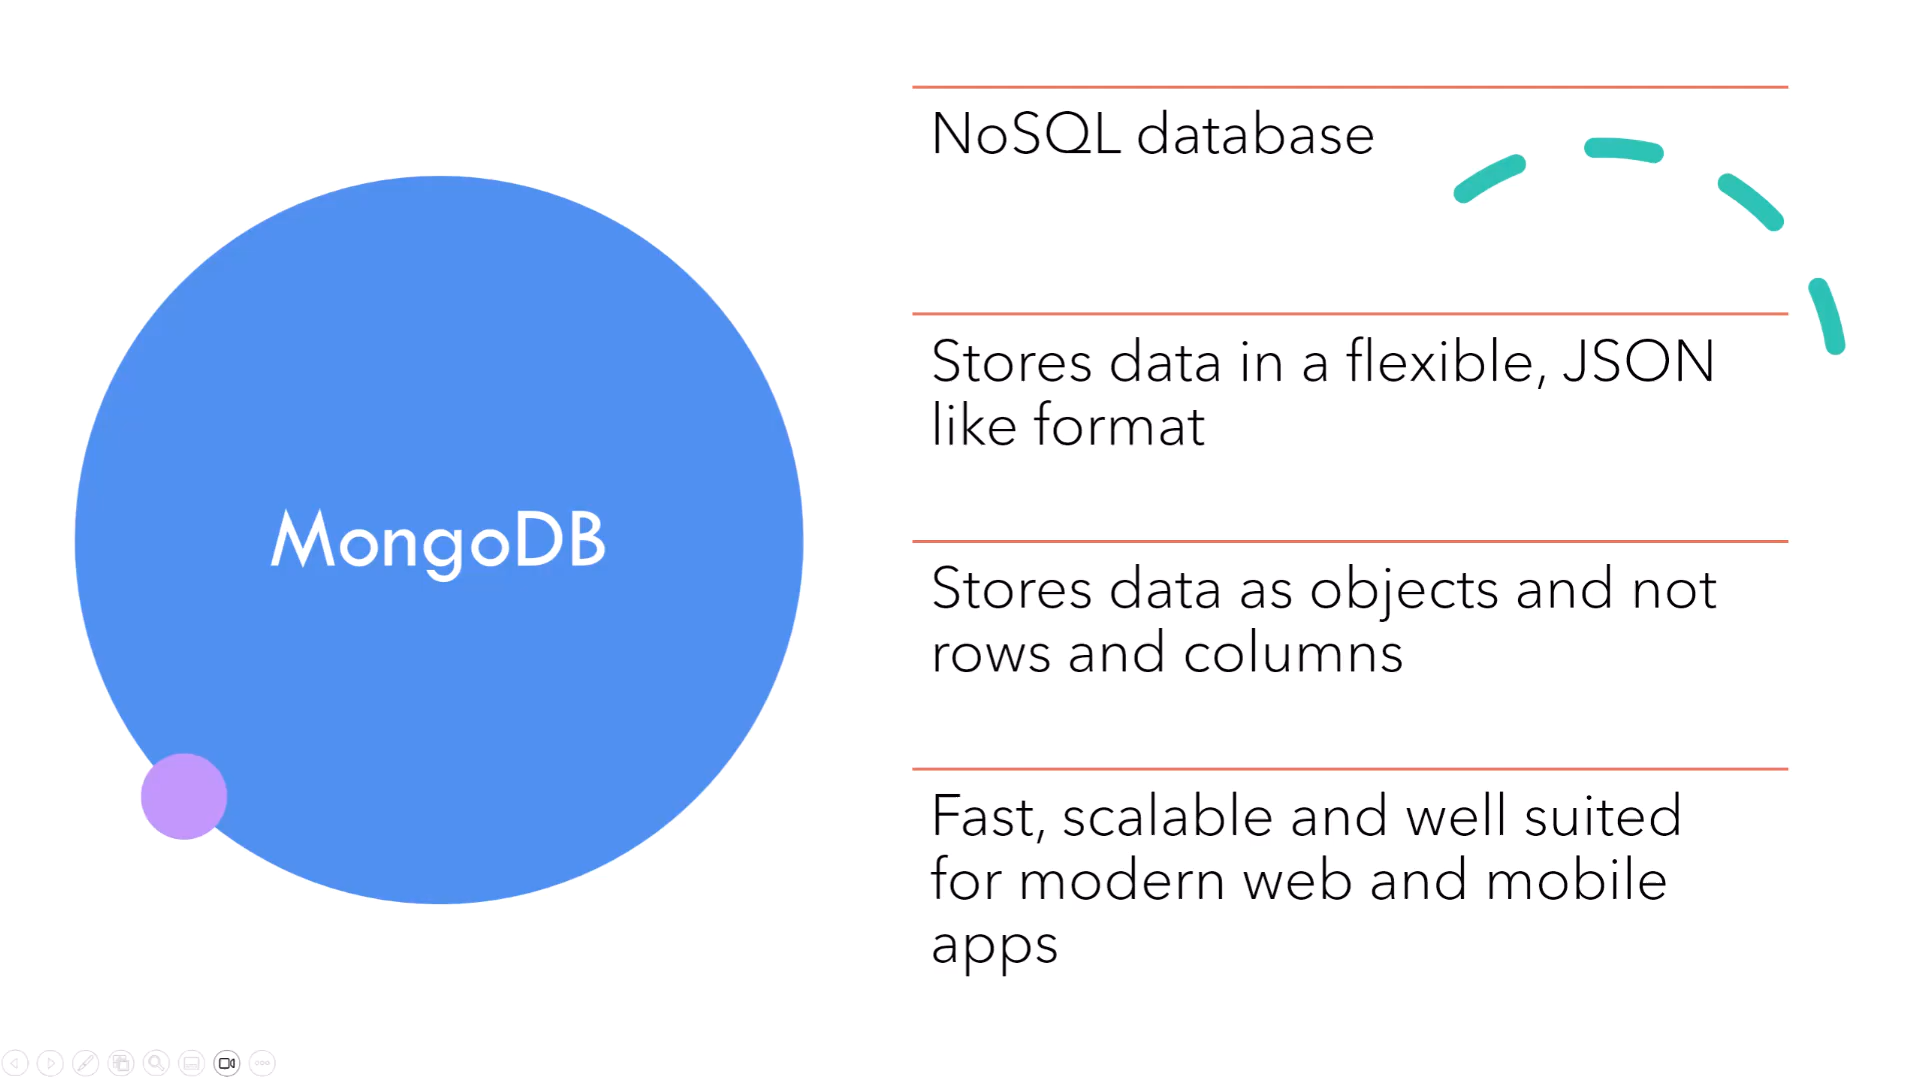 MongoDB
NoSQL database
Stores data in a flexible, JSON
like format
Stores data as objects and not
rows and columns
Fast, scalable and well suited
for modern web and mobile
apps